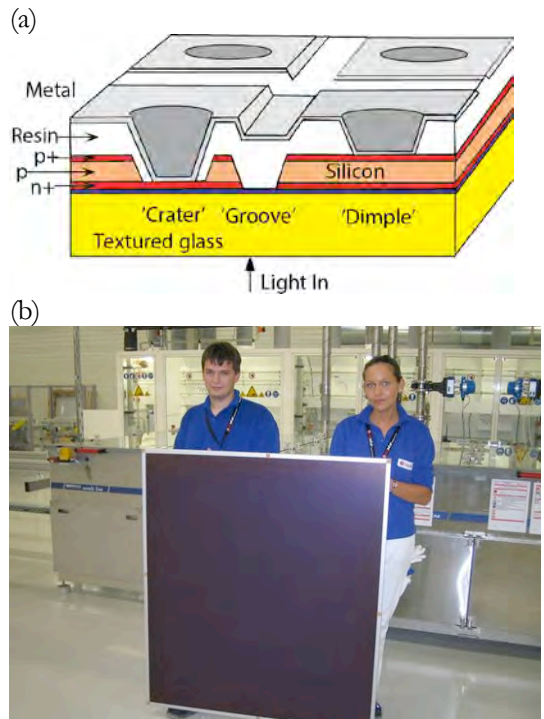 (a)
Metal
Resin
p+
p
Silicon
n+
'Crater' 'Groove' 'Dimple'
Textured glass
Light In
(b)